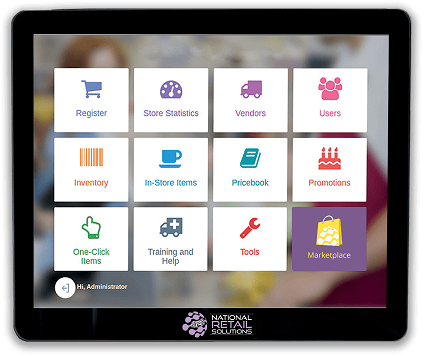 Register
Store Statistics
Vendors
Users
Inventory
In-Store Items
Pricebook
Promotions
One-Click
Items
Training and
Help
Tools
Marketplace
Hi, Administrator
NATIONAL
RETAIL
SOLUTIONS